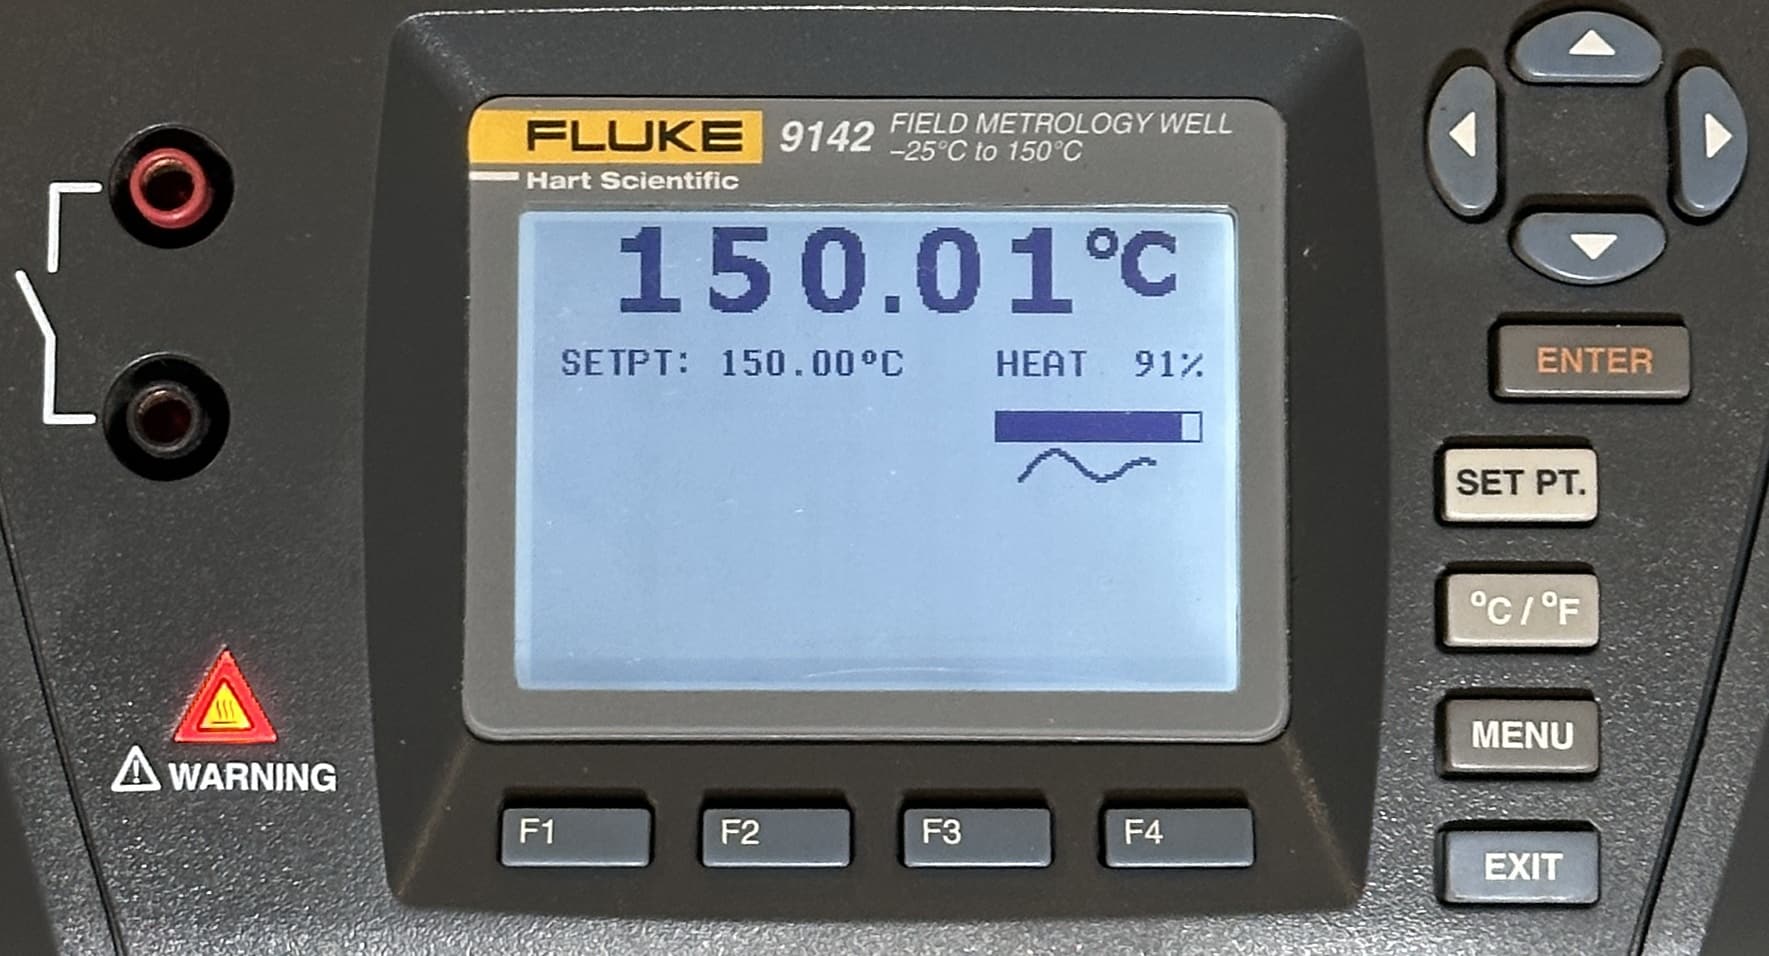 FLUKE 9142 FIELD METROLOGY WELL
–25°C to 150°C
Hart Scientific
150.01°C
SETPT: 150.00°C HEAT 91%
ENTER
SET PT.
°C / °F
MENU
EXIT
WARNING
F1 F2 F3 F4